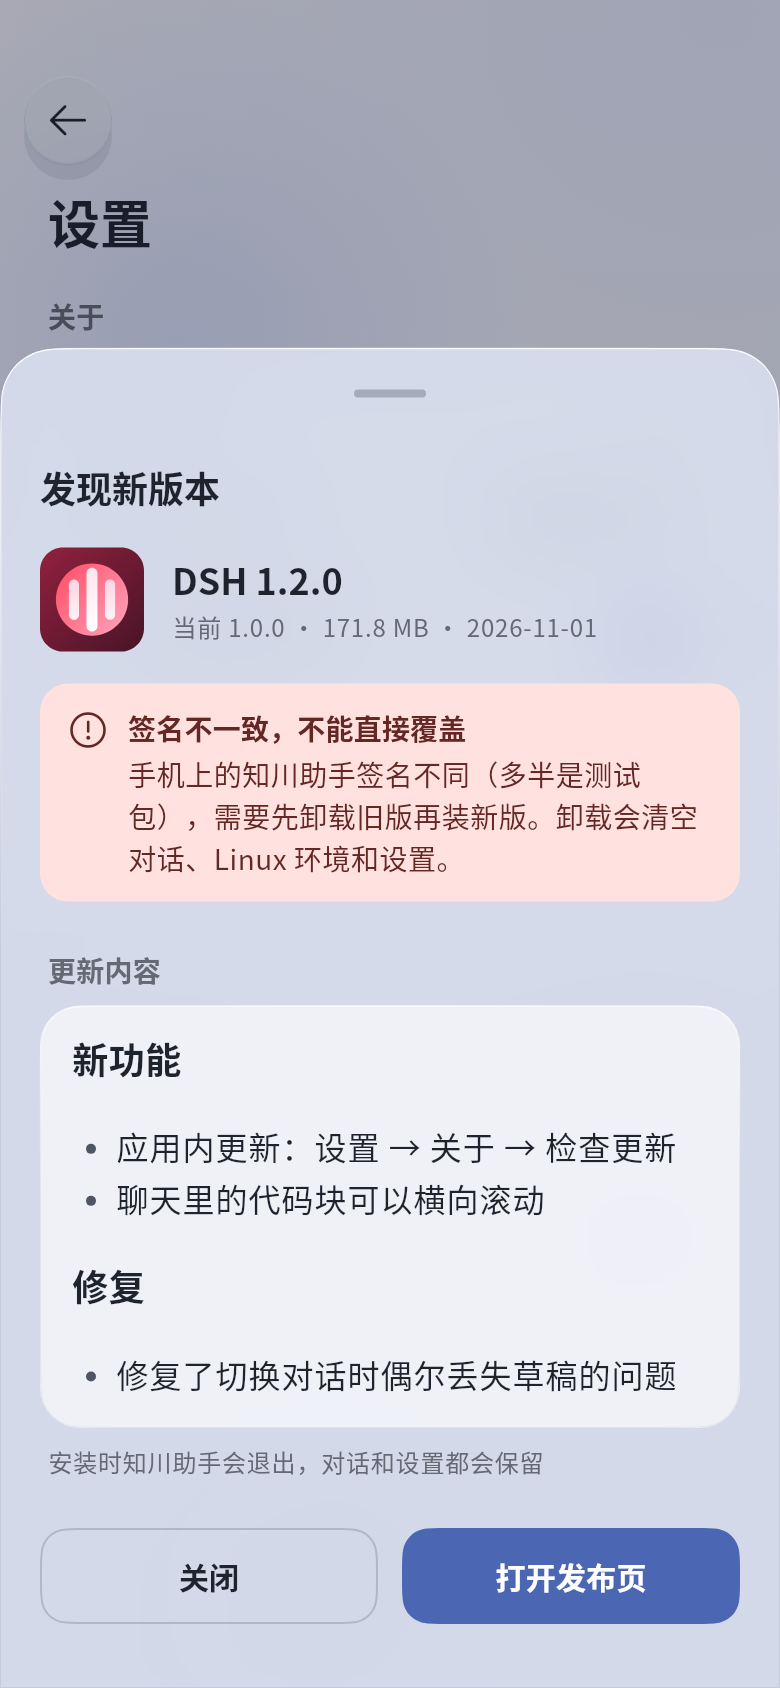 设置
关于
发现新版本
DSH 1.2.0
当前 1.0.0 · 171.8 MB · 2026-11-01
签名不一致，不能直接覆盖
手机上的知川助手签名不同（多半是测试
包），需要先卸载旧版再装新版。卸载会清空
对话、Linux 环境和设置。
更新内容
新功能
• 应用内更新：设置 → 关于 → 检查更新
• 聊天里的代码块可以横向滚动
修复
• 修复了切换对话时偶尔丢失草稿的问题
安装时知川助手会退出，对话和设置都会保留
关闭
打开发布页